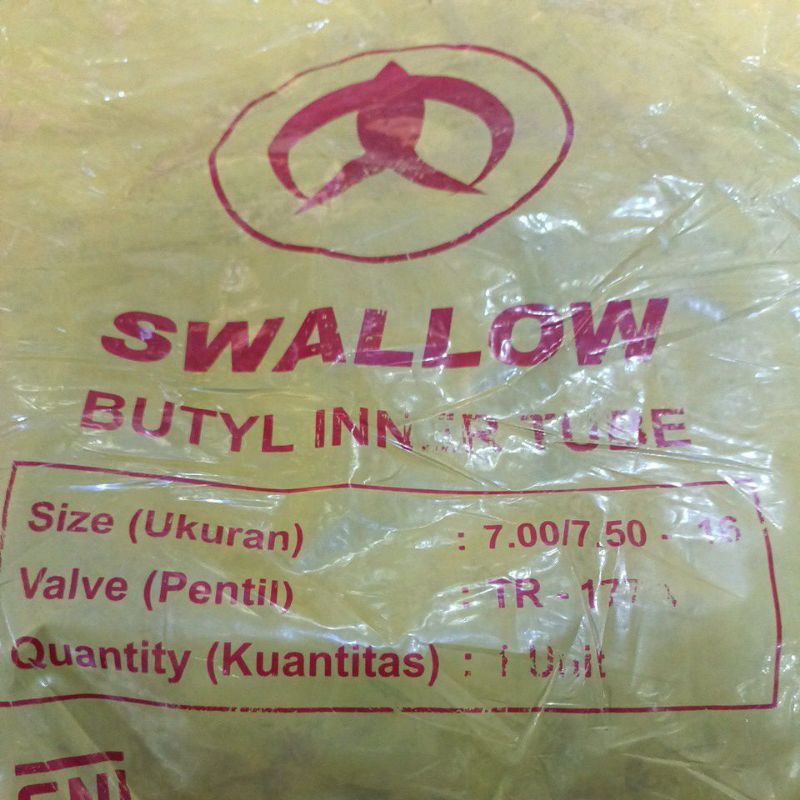 SWALLOW
BUTYL INNER TUBE
Size (Ukuran) : 7.00/7.50 - 16
Valve (Pentil) : TR - 177A
Quantity (Kuantitas) : 1 Unit
SNI